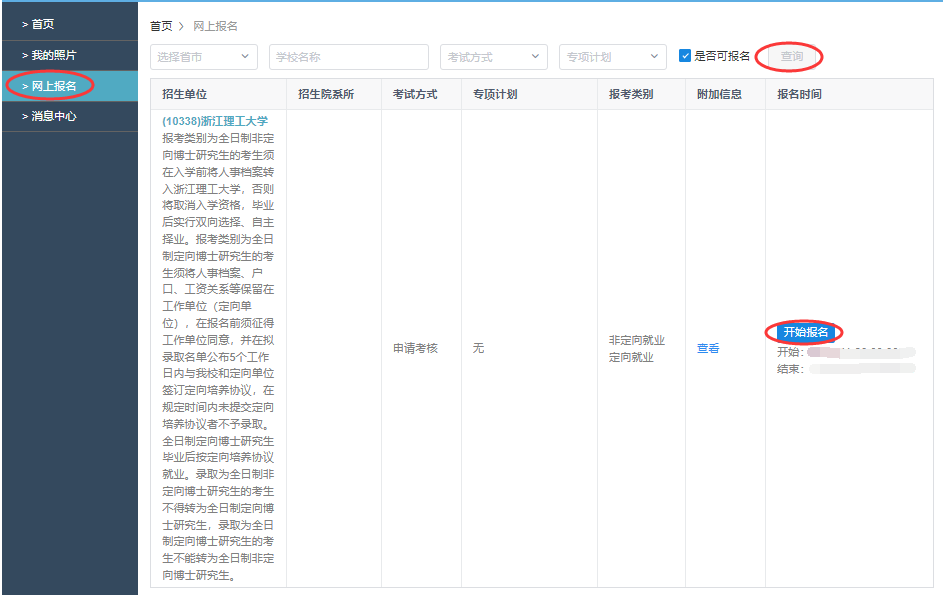 > 首页
> 我的照片
> 网上报名
> 消息中心
首页 > 网上报名
选择首市
学校名称
考试方式
专项计划
是否可报名
查询
招生单位 招生院系所 考试方式 专项计划 报考类别 附加信息 报名时间
(10338)浙江理工大学
报考类别为全日制非定
向博士研究生的考生须
在入学前将人事档案转
入浙江理工大学，否则
将取消入学资格，毕业
后实行双向选择、自主
择业。报考类别为全日
制定向博士研究生的考
生须将人事档案、户
口、工资关系等保留在
工作单位（定向单
位），在报名前须征得
工作单位同意，并在拟
录取名单公布5个工作
日内与我校和定向单位
签订定向培养协议，在
规定时间内未提交定向
培养协议者不予录取。
全日制定向博士研究生
毕业后按定向培养协议
就业。录取为全日制非
定向博士研究生的考生
不得转为全日制定向博
士研究生，录取为全日
制定向博士研究生的考
生不能转为全日制非定
向博士研究生。
申请考核
无
非定向就业
定向就业
查看
开始报名
开始：
结束：